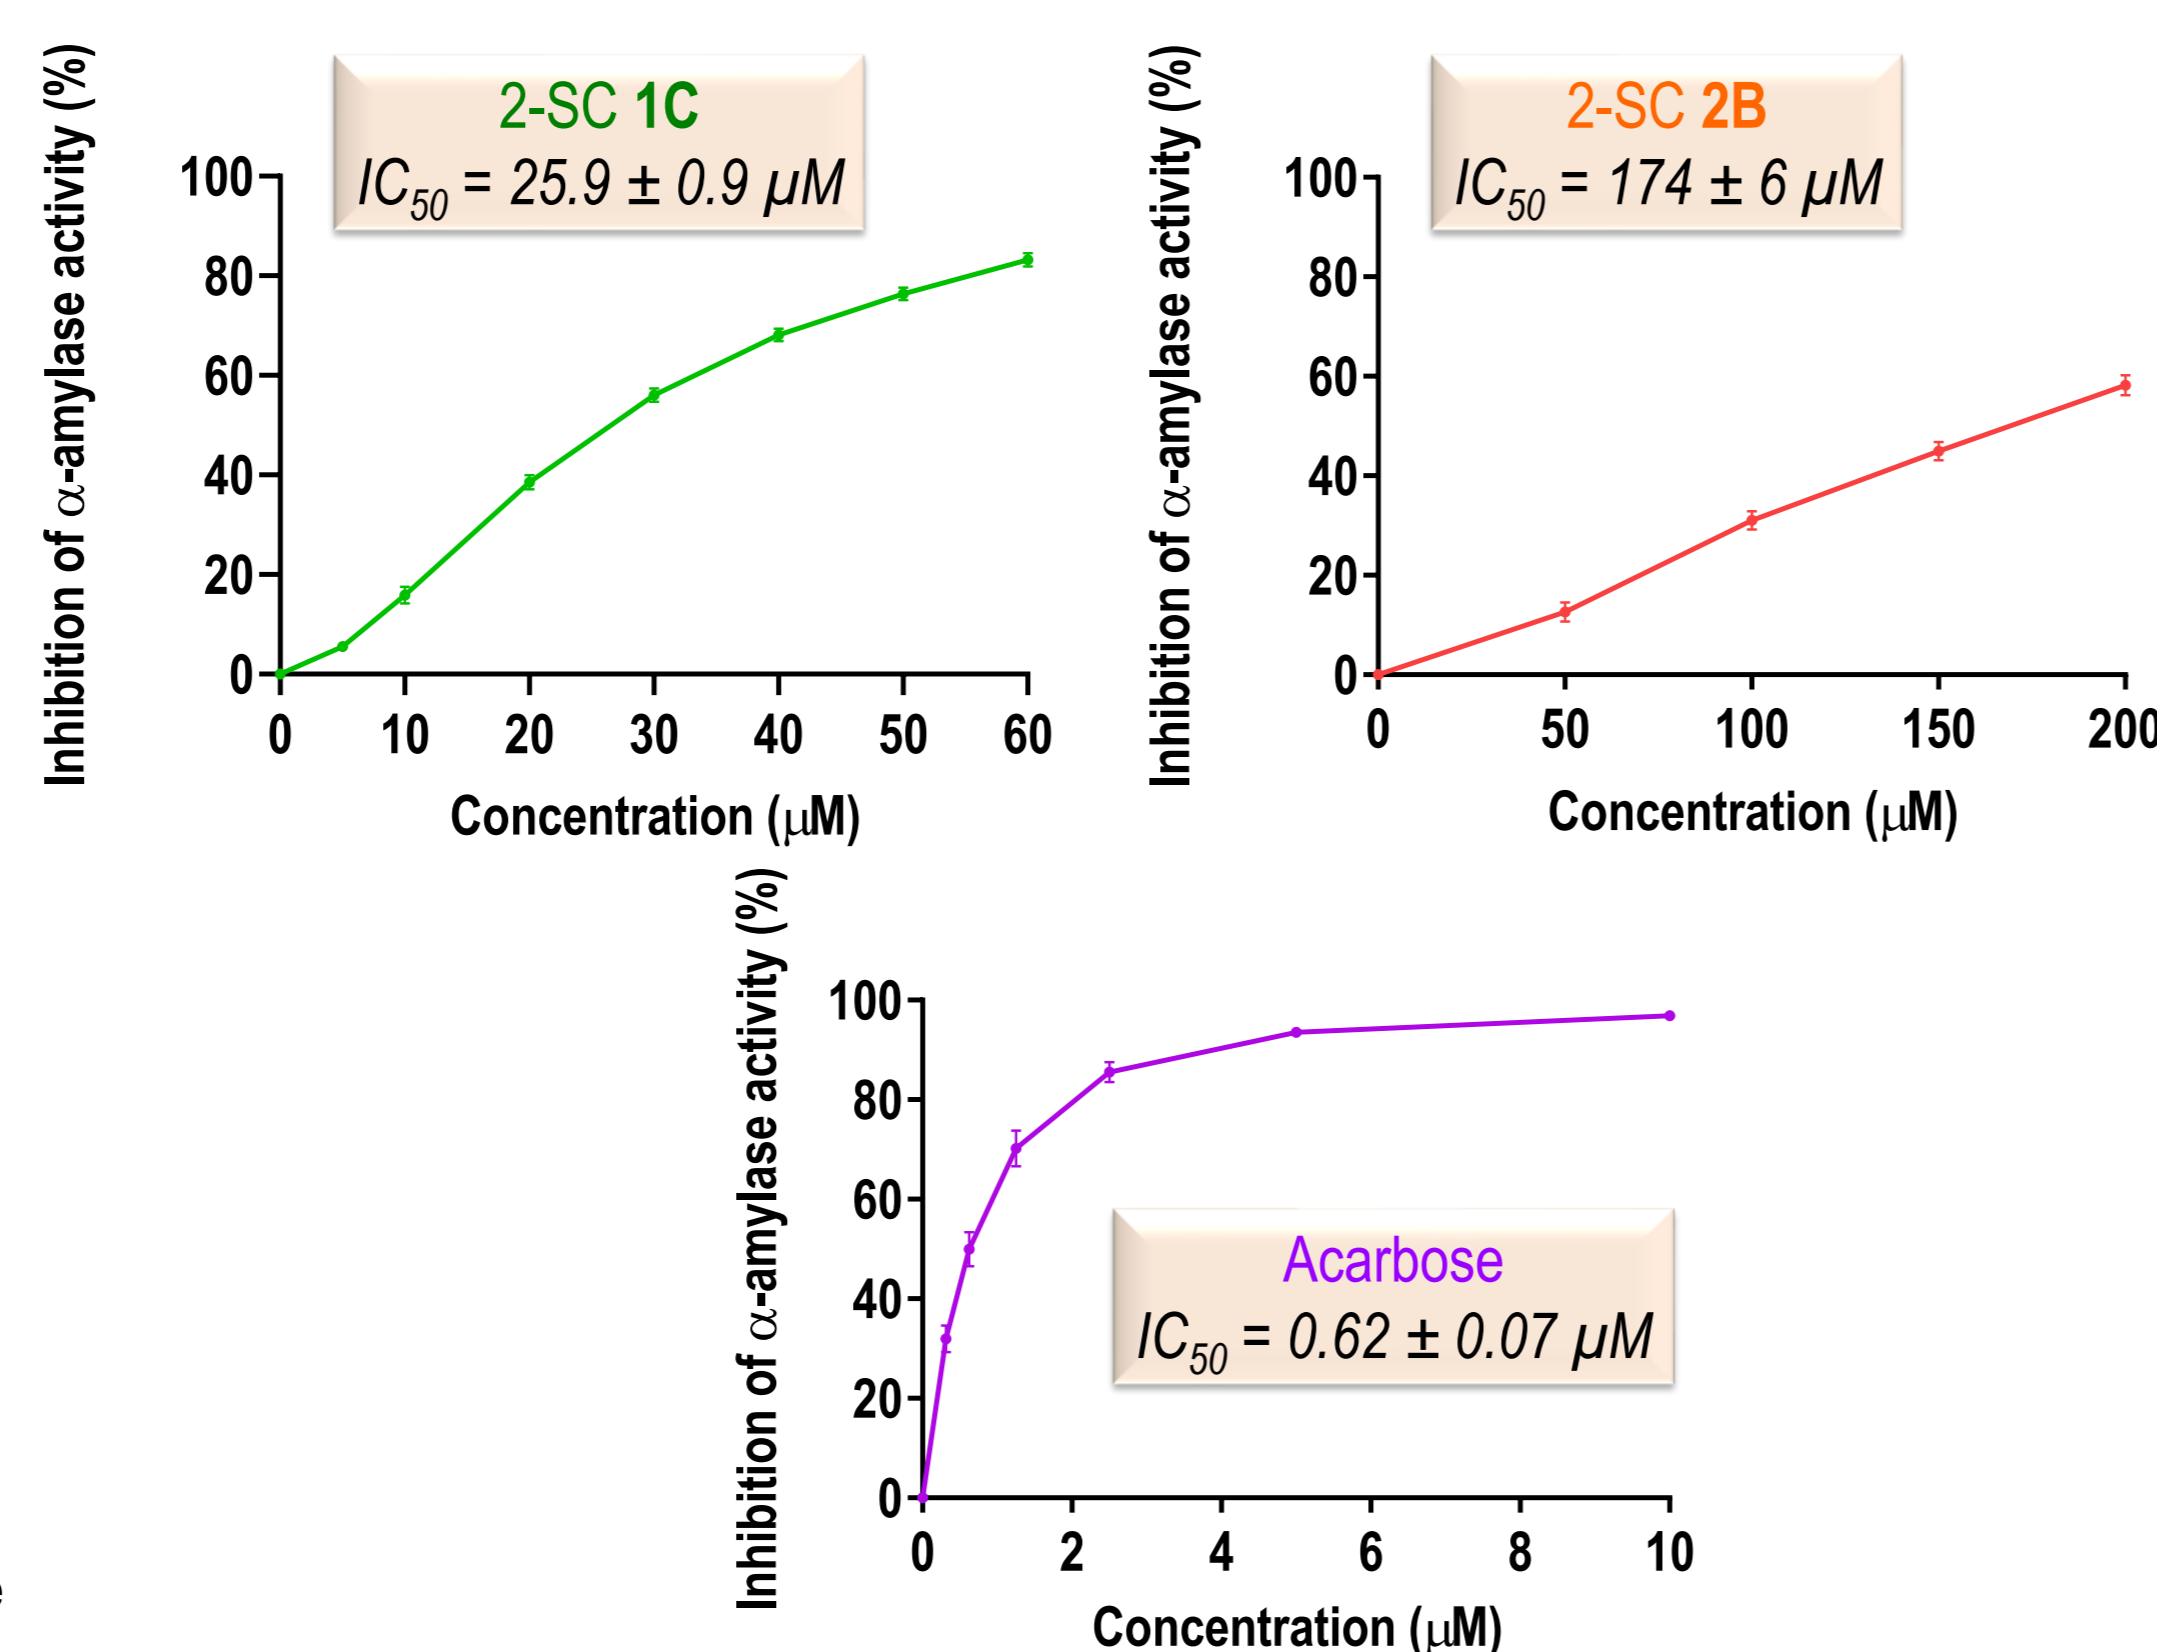 Inhibition of α-amylase activity (%)
2-SC 1C
IC50 = 25.9 ± 0.9 µM
100
80
60
40
20
0
0 10 20 30 40 50 60
Concentration (µM)
Inhibition of α-amylase activity (%)
2-SC 2B
IC50 = 174 ± 6 µM
100
80
60
40
20
0
0 50 100 150 200
Concentration (µM)
Inhibition of α-amylase activity (%)
100
80
60
40
20
0
Acarbose
IC50 = 0.62 ± 0.07 µM
0 2 4 6 8 10
Concentration (µM)